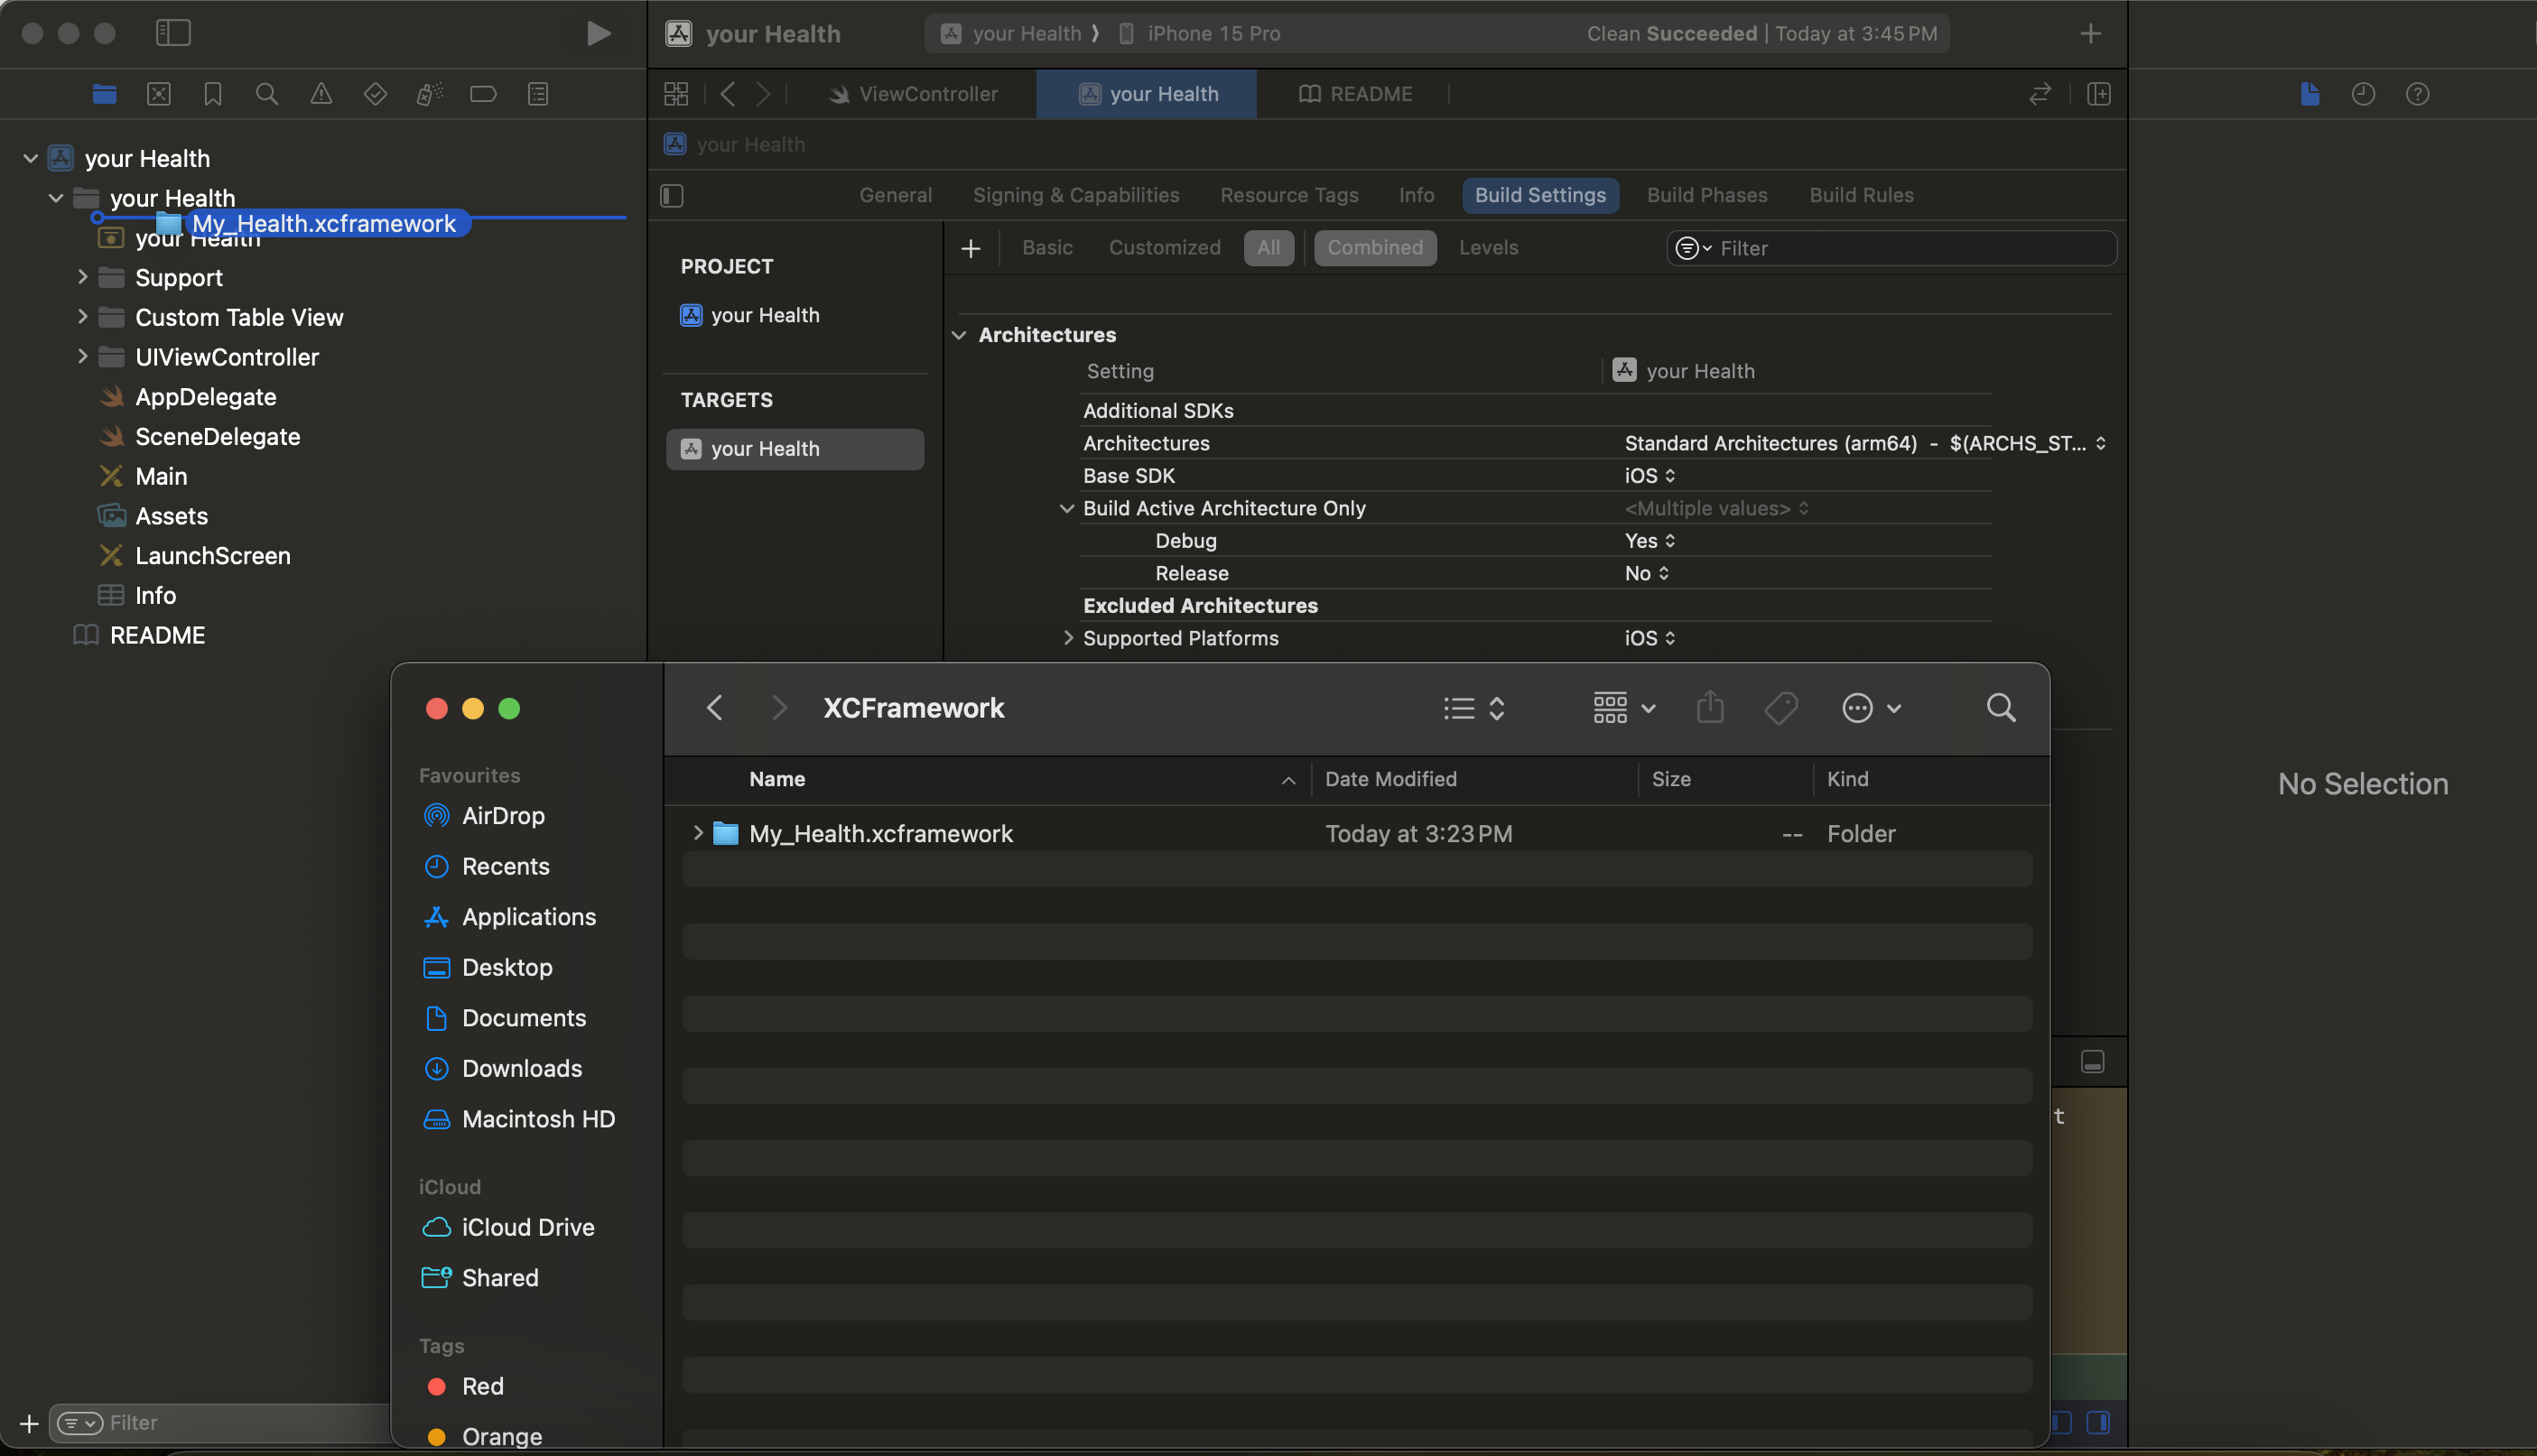 your Health
your Health ❭ iPhone 15 Pro
Clean Succeeded | Today at 3:45 PM
ViewController
your Health
README
your Health
your Health
your Health
My_Health.xcframework
your Health
Support
Custom Table View
UIViewController
AppDelegate
SceneDelegate
Main
Assets
LaunchScreen
Info
README
Filter
General
Signing & Capabilities
Resource Tags
Info
Build Settings
Build Phases
Build Rules
PROJECT
your Health
TARGETS
your Health
Basic
Customized
All
Combined
Levels
Filter
Architectures
Setting
your Health
Additional SDKs
Architectures
Standard Architectures (arm64) - $(ARCHS_ST...
Base SDK
iOS
Build Active Architecture Only
<Multiple values>
Debug
Yes
Release
No
Excluded Architectures
Supported Platforms
iOS
XCFramework
Favourites
AirDrop
Recents
Applications
Desktop
Documents
Downloads
Macintosh HD
iCloud
iCloud Drive
Shared
Tags
Red
Orange
Name
Date Modified
Size
Kind
My_Health.xcframework
Today at 3:23 PM
--
Folder
t
No Selection